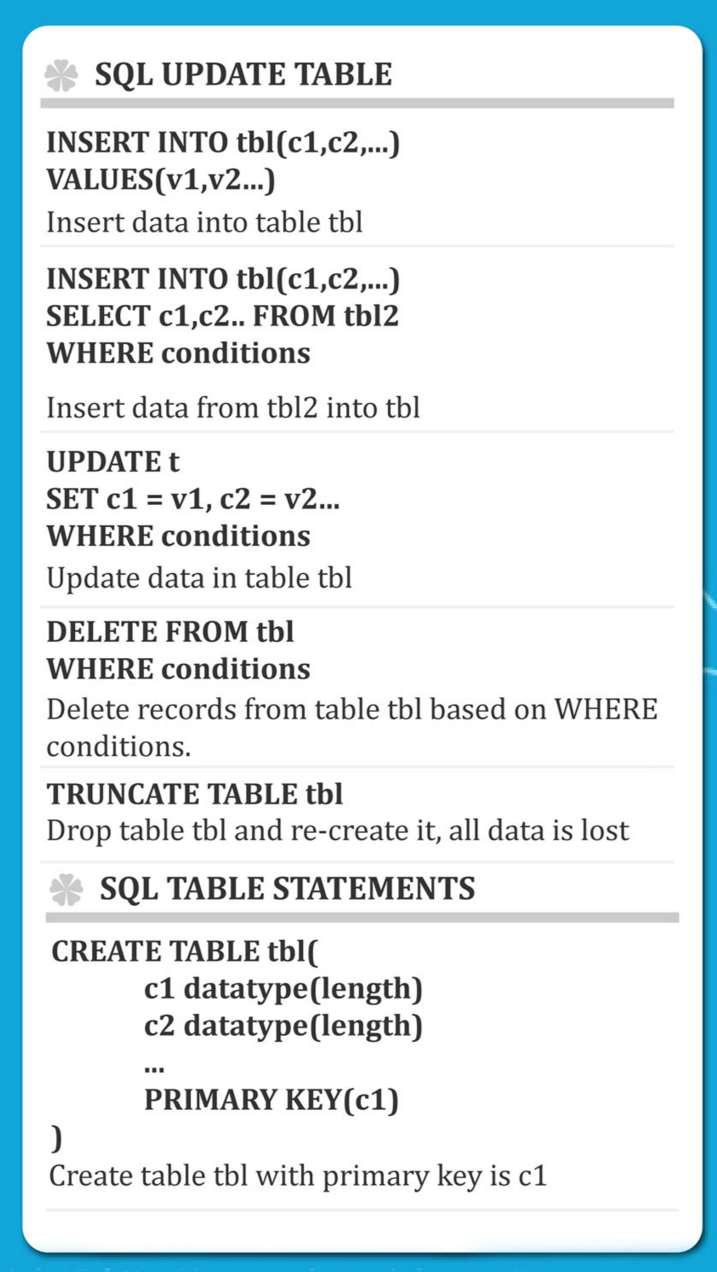 SQL UPDATE TABLE
INSERT INTO tbl(c1,c2,...)
VALUES(v1,v2...)
Insert data into table tbl
INSERT INTO tbl(c1,c2,...)
SELECT c1,c2.. FROM tbl2
WHERE conditions
Insert data from tbl2 into tbl
UPDATE t
SET c1 = v1, c2 = v2...
WHERE conditions
Update data in table tbl
DELETE FROM tbl
WHERE conditions
Delete records from table tbl based on WHERE
conditions.
TRUNCATE TABLE tbl
Drop table tbl and re-create it, all data is lost
SQL TABLE STATEMENTS
CREATE TABLE tbl(
c1 datatype(length)
c2 datatype(length)
...
PRIMARY KEY(c1)
)
Create table tbl with primary key is c1